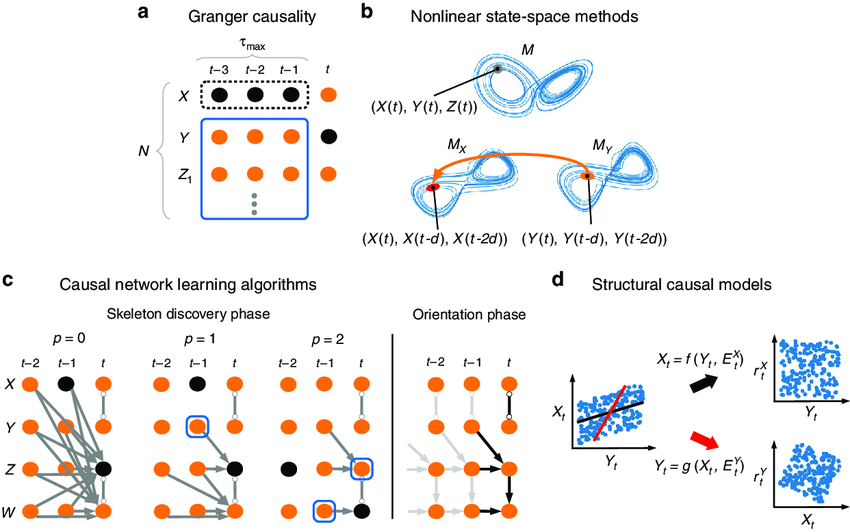 a Granger causality
τmax
t–3 t–2 t–1 t
X
N
Y
Z1
b Nonlinear state-space methods
M
(X(t), Y(t), Z(t))
MX MY
(X(t), X(t-d), X(t-2d)) (Y(t), Y(t-d), Y(t-2d))
c Causal network learning algorithms
Skeleton discovery phase Orientation phase
p = 0 p = 1 p = 2
t–2 t–1 t t–2 t–1 t t–2 t–1 t t–2 t–1 t
X
Y
Z
W
d Structural causal models
Xt = f (Yt, EtX)
rtX
Yt
Xt
Yt
Yt = g (Xt, EtY)
rtY
Xt